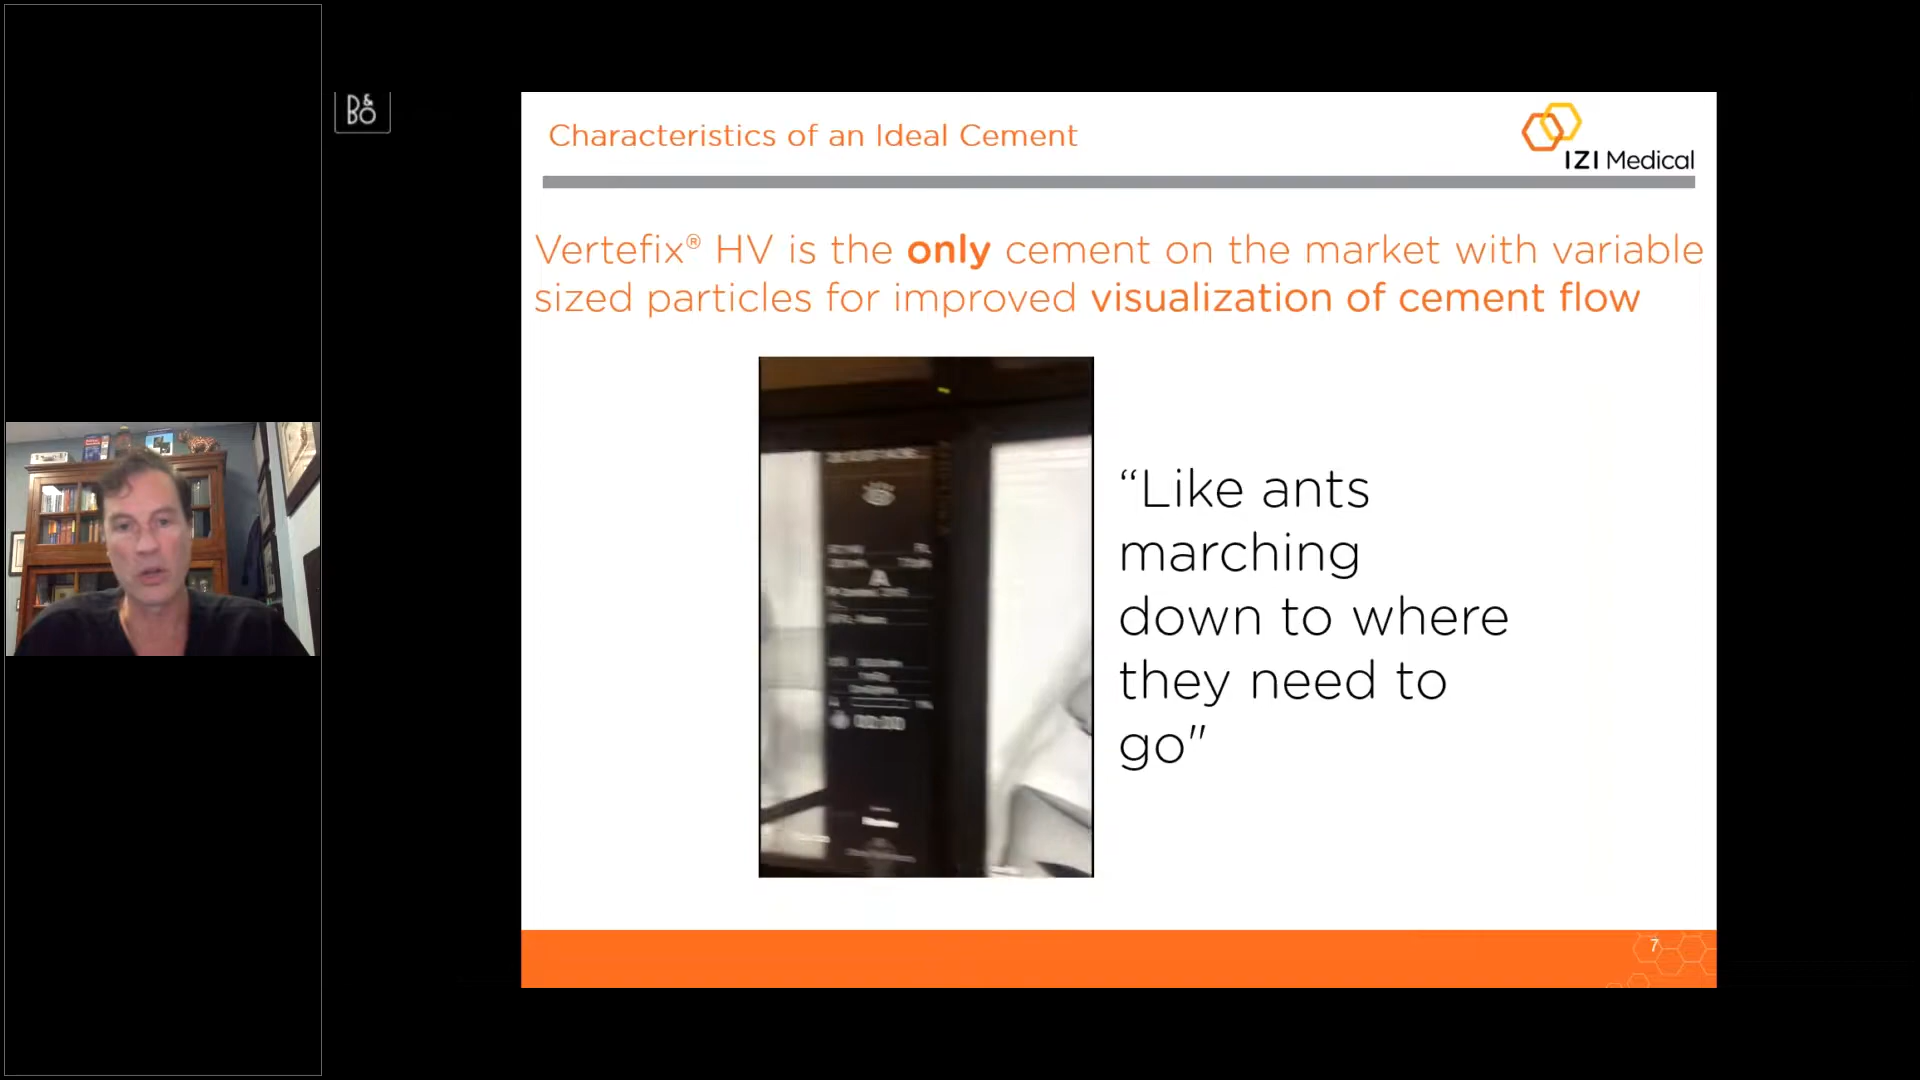 B&O
Characteristics of an Ideal Cement
IZI Medical
Vertefix® HV is the only cement on the market with variable
sized particles for improved visualization of cement flow
“Like ants
marching
down to where
they need to
go"
7